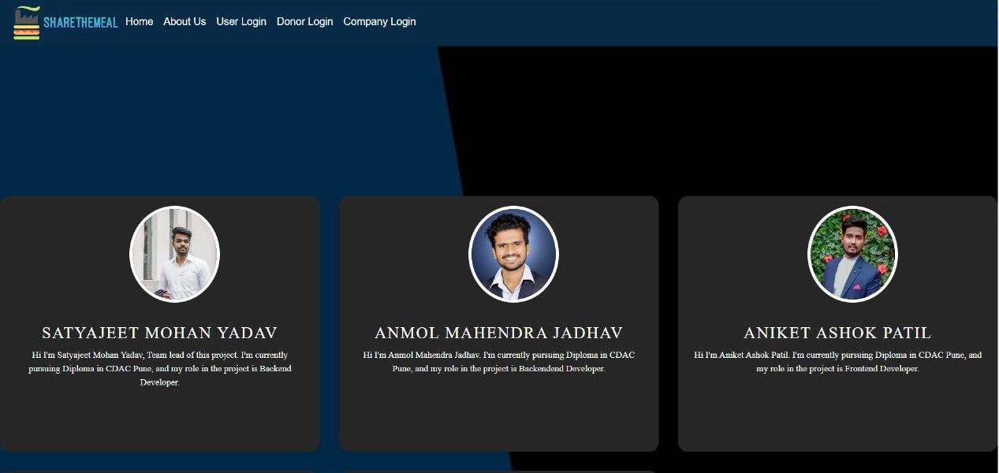 SHARETHEMEAL Home About Us User Login Donor Login Company Login
SATYAJEET MOHAN YADAV
Hi I'm Satyajeet Mohan Yadav, Team lead of this project. I'm currently
pursuing Diploma in CDAC Pune, and my role in the project is Backend
Developer.
ANMOL MAHENDRA JADHAV
Hi I'm Anmol Mahendra Jadhav. I'm currently pursuing Diploma in CDAC
Pune, and my role in the project is Backendend Developer.
ANIKET ASHOK PATIL
Hi I'm Aniket Ashok Patil. I'm currently pursuing Diploma in CDAC Pune, and
my role in the project is Frontend Developer.